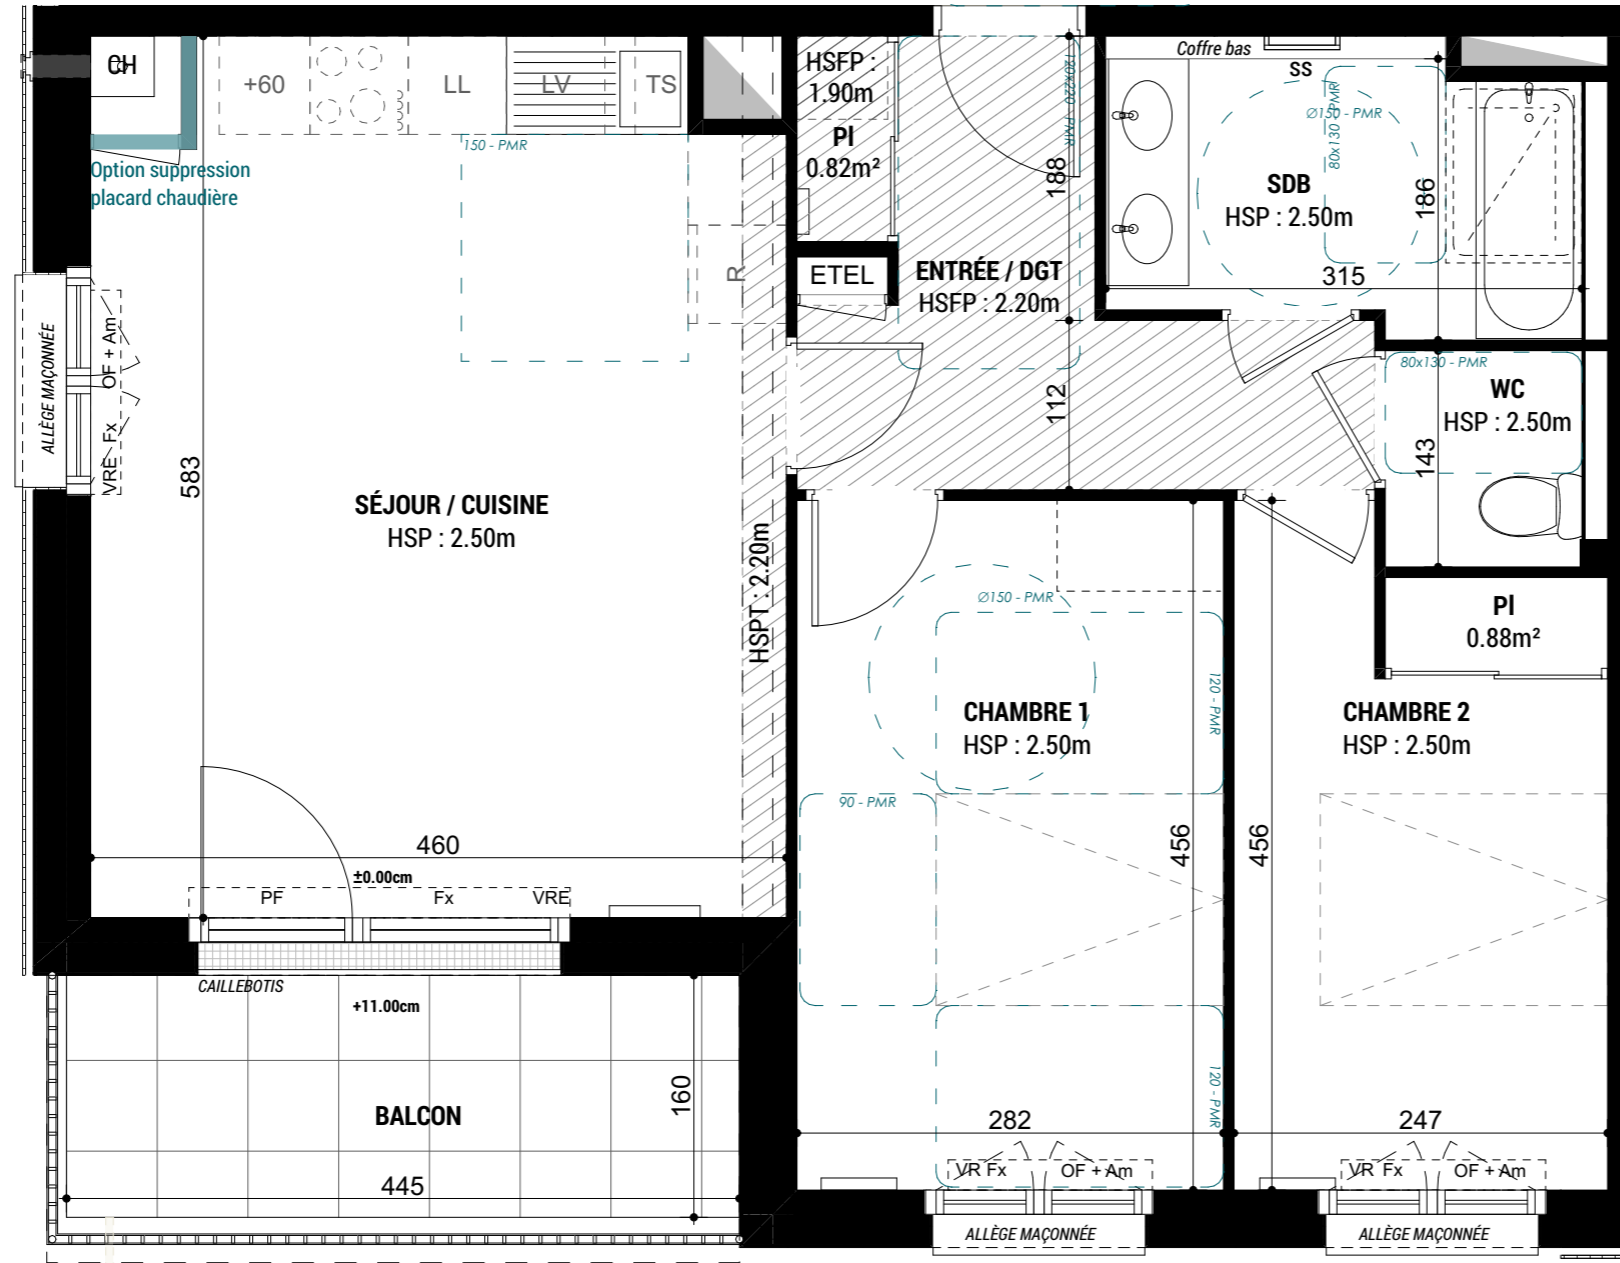 CH
+60
LL
LV
TS
150 - PMR
Option suppression
placard chaudière
HSFP :
1.90m
Pl
0.82m²
120x220 - PMR
188
Coffre bas
SS
Ø150 - PMR
80x130 PMR
SDB
HSP : 2.50m
186
315
R
ETEL
ENTRÉE / DGT
HSFP : 2.20m
112
80x130 - PMR
WC
HSP : 2.50m
143
ALLÈGE MAÇONNÉE
OF + Am
VRE Fx
583
SÉJOUR / CUISINE
HSP : 2.50m
HSPT : 2.20m
Ø150 - PMR
Pl
0.88m²
120 - PMR
CHAMBRE 1
HSP : 2.50m
CHAMBRE 2
HSP : 2.50m
90 - PMR
456
456
460
±0.00cm
PF
Fx
VRE
CAILLEBOTIS
+11.00cm
BALCON
160
445
120 - PMR
282
247
VR Fx
OF + Am
VR Fx
OF + Am
ALLÈGE MAÇONNÉE
ALLÈGE MAÇONNÉE